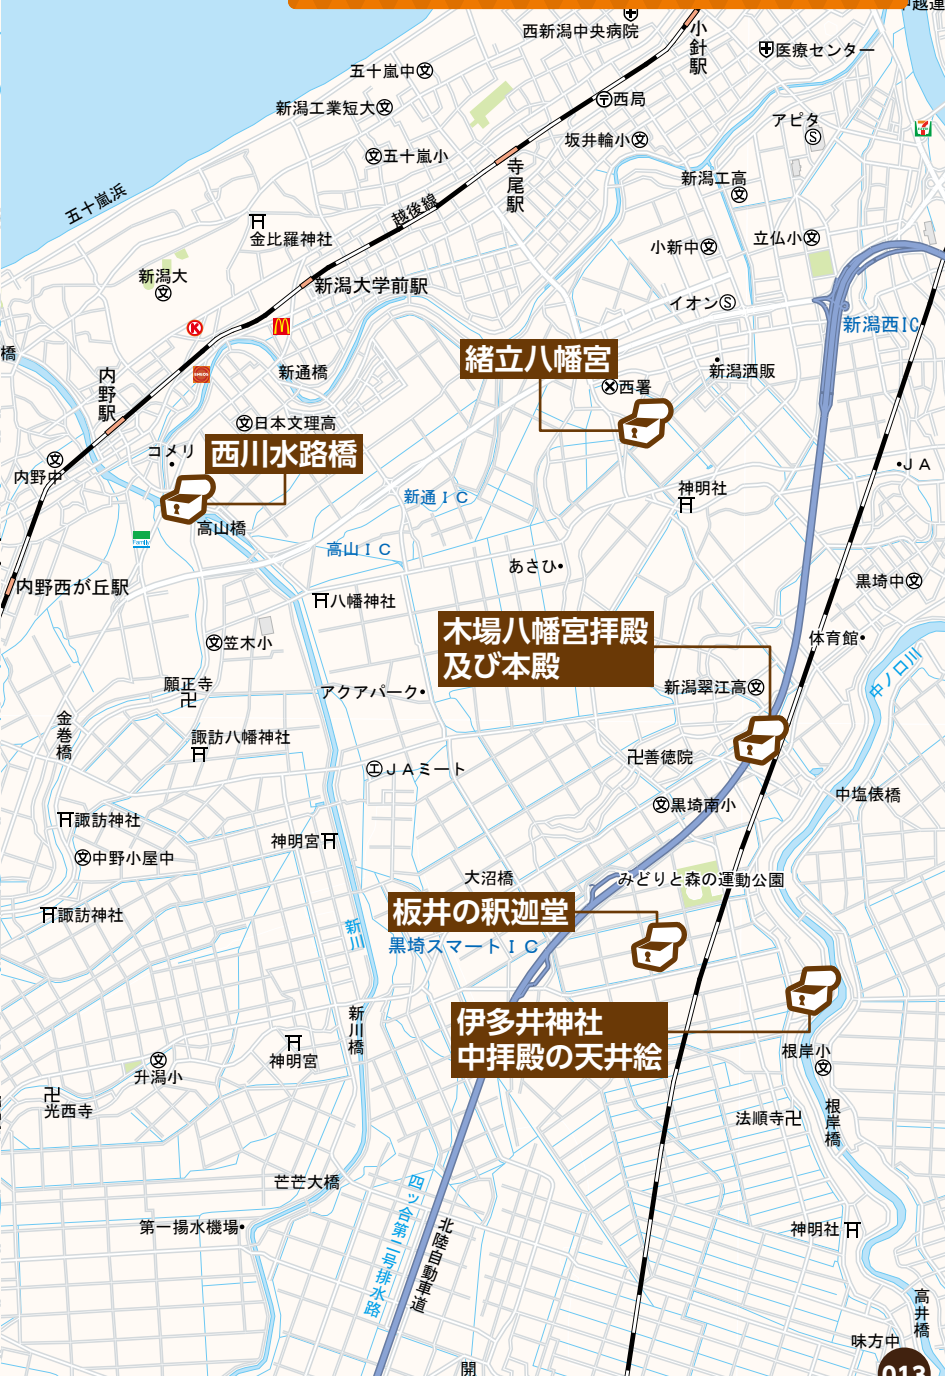 越連
西新潟中央病院
小針駅
医療センター
五十嵐中
西局
新潟工業短大
アピタ
S
坂井輪小
五十嵐小
寺尾駅
新潟工高
五十嵐浜
越後線
金比羅神社
小新中
立仏小
新潟大
新潟大学前駅
イオン
S
新潟西IC
K
橋
緒立八幡宮
新潟酒販
内野駅
新通橋
西署
日本文理高
コメリ
西川水路橋
内野中
JA
新通IC
神明社
高山橋
高山IC
あさひ
黒埼中
内野西が丘駅
八幡神社
木場八幡宮拝殿
及び本殿
体育館
笠木小
中ノ口川
願正寺
アクアパーク
新潟翠江高
金巻橋
諏訪八幡神社
善徳院
JAミート
中塩俵橋
黒埼南小
諏訪神社
神明宮
中野小屋中
大沼橋
みどりと森の運動公園
板井の釈迦堂
諏訪神社
新川
黒埼スマートIC
伊多井神社
中拝殿の天井絵
新川橋
神明宮
根岸小
升潟小
光西寺
法順寺
根岸橋
芒芒大橋
四ッ合第二号排水路
北陸自動車道
第一揚水機場
神明社
高井橋
味方中
開
013